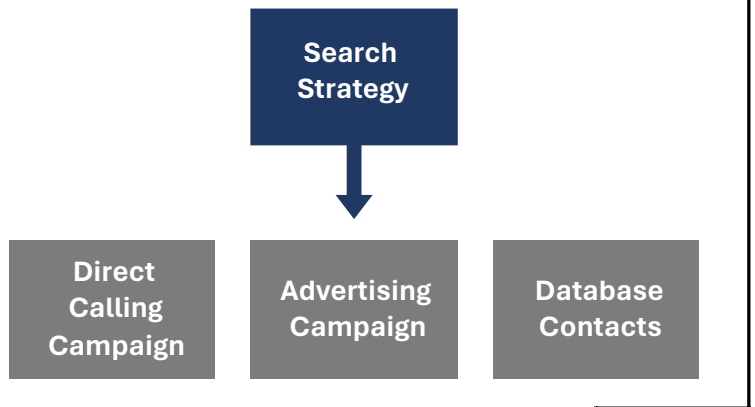 Search
Strategy
Direct
Calling
Campaign
Advertising
Campaign
Database
Contacts